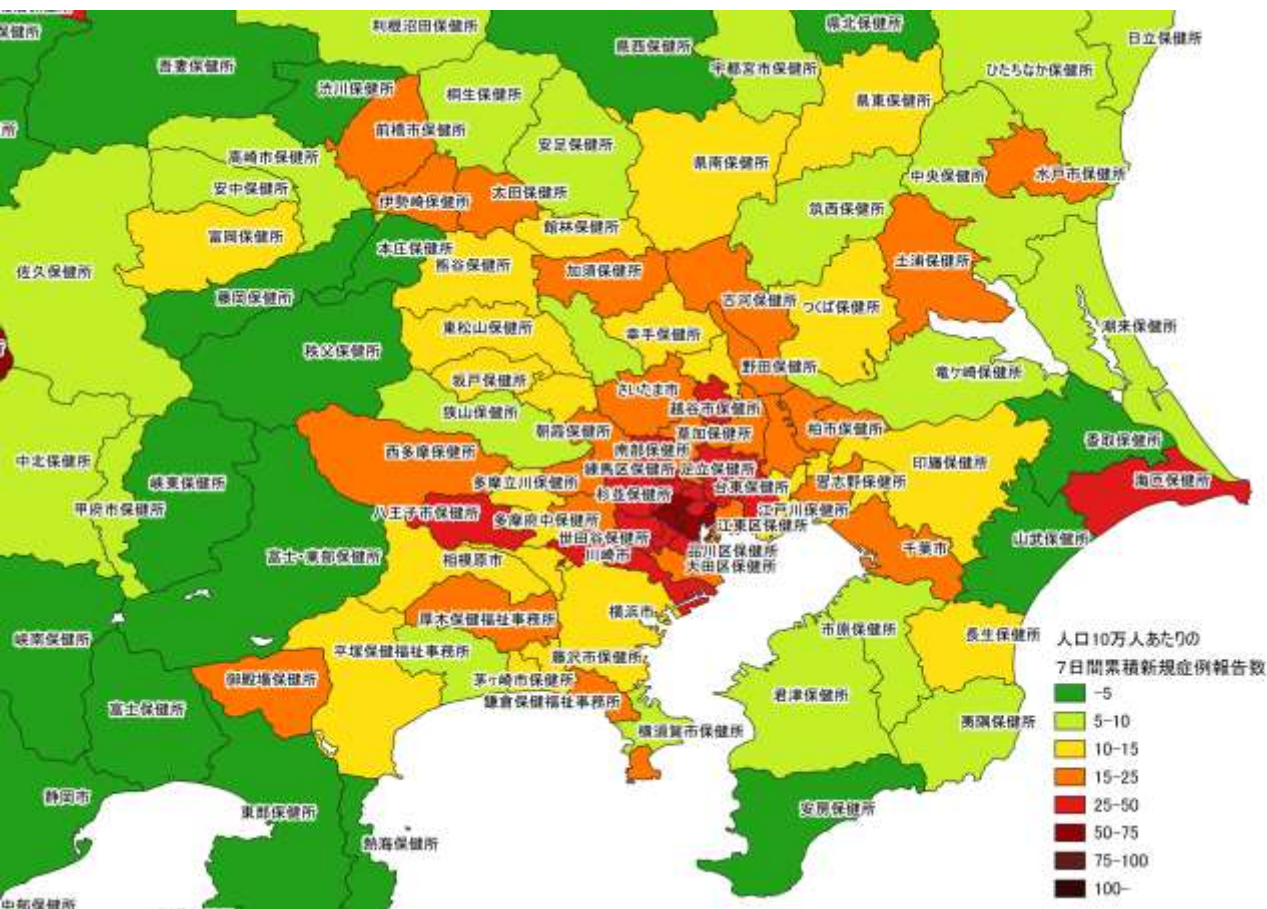 保健所
利根沼田保健所
県西保健所
県北保健所
日立保健所
吾妻保健所
宇都宮市保健所
ひたちなか保健所
渋川保健所
桐生保健所
県東保健所
所
前橋市保健所
高崎市保健所
安足保健所
県南保健所
中央保健所
水戸市保健所
安中保健所
伊勢崎保健所
太田保健所
筑西保健所
富岡保健所
館林保健所
本庄保健所
熊谷保健所
佐久保健所
加須保健所
土浦保健所
藤岡保健所
古河保健所
つくば保健所
東松山保健所
幸手保健所
潮来保健所
秩父保健所
野田保健所
坂戸保健所
竜ケ崎保健所
さいたま市
狭山保健所
越谷市保健所
朝霞保健所
草加保健所
柏市保健所
香取保健所
西多摩保健所
南部保健所
中北保健所
練馬区保健所
足立保健所
印旛保健所
峡東保健所
多摩立川保健所
台東保健所
習志野保健所
海匝保健所
杉並保健所
甲府市保健所
八王子市保健所
多摩府中保健所
江戸川保健所
江東区保健所
世田谷保健所
山武保健所
富士・東部保健所
相模原市
川崎市
品川区保健所
大田区保健所
千葉市
厚木保健福祉事務所
横浜市
峡南保健所
市原保健所
長生保健所
人口10万人あたりの
7日間累積新規症例報告数
平塚保健福祉事務所
藤沢市保健所
御殿場保健所
茅ヶ崎市保健所
君津保健所
-5
鎌倉保健福祉事務所
富士保健所
5-10
夷隅保健所
横須賀市保健所
10-15
15-25
静岡市
東部保健所
安房保健所
25-50
50-75
熱海保健所
75-100
100-
中部保健所